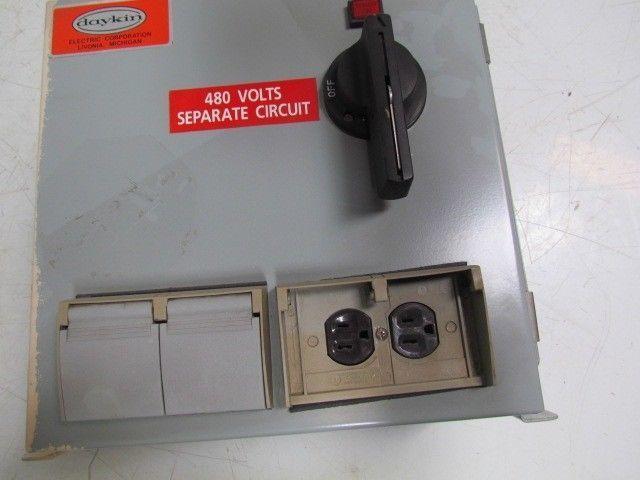 daykin
ELECTRIC CORPORATION
LIVONIA, MICHIGAN
480 VOLTS
SEPARATE CIRCUIT
OFF